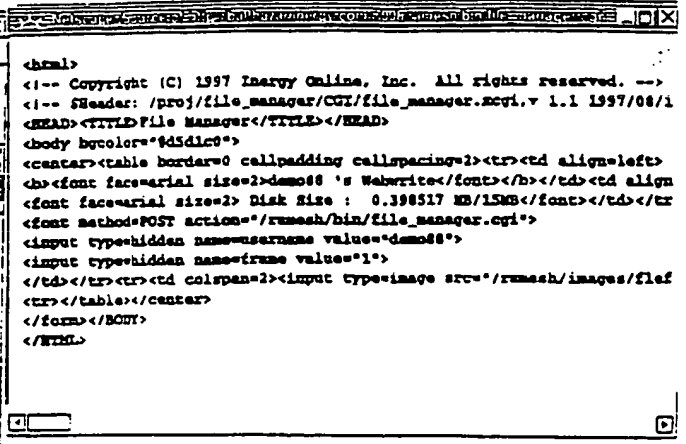 <html>
<!-- Copyright (C) 1997 Inergy Online, Inc. All rights reserved. -->
<!-- $Header: /proj/file_manager/CGI/file_manager.mcgi,v 1.1 1997/08/1
<HEAD><TITLE>File Manager</TITLE></HEAD>
<body bgcolor="#d5d1c0">
<center><table border=0 callpadding callspacing=2><tr><td align=left>
<b><font face=arial size=2>demo88 's Webwrite</font></b></td><td align
<font face=arial size=2> Disk Size : 0.398517 MB/15MB</font></td></tr
<font method=POST action="/ramesh/bin/file_manager.cgi">
<input type=hidden name=username value="demo88">
<input type=hidden name=frame value="1">
</td></tr><tr><td colspan=2><input type=image src="/ramesh/images/flef
<tr></table></center>
</form></BODY>
</HTML>